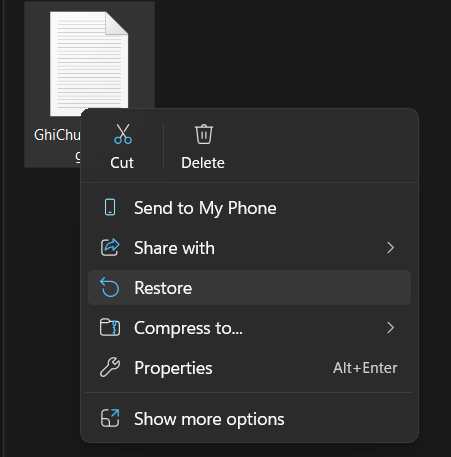 GhiChu
g
Cut
Delete
Send to My Phone
Share with
Restore
Compress to...
Properties
Alt+Enter
Show more options